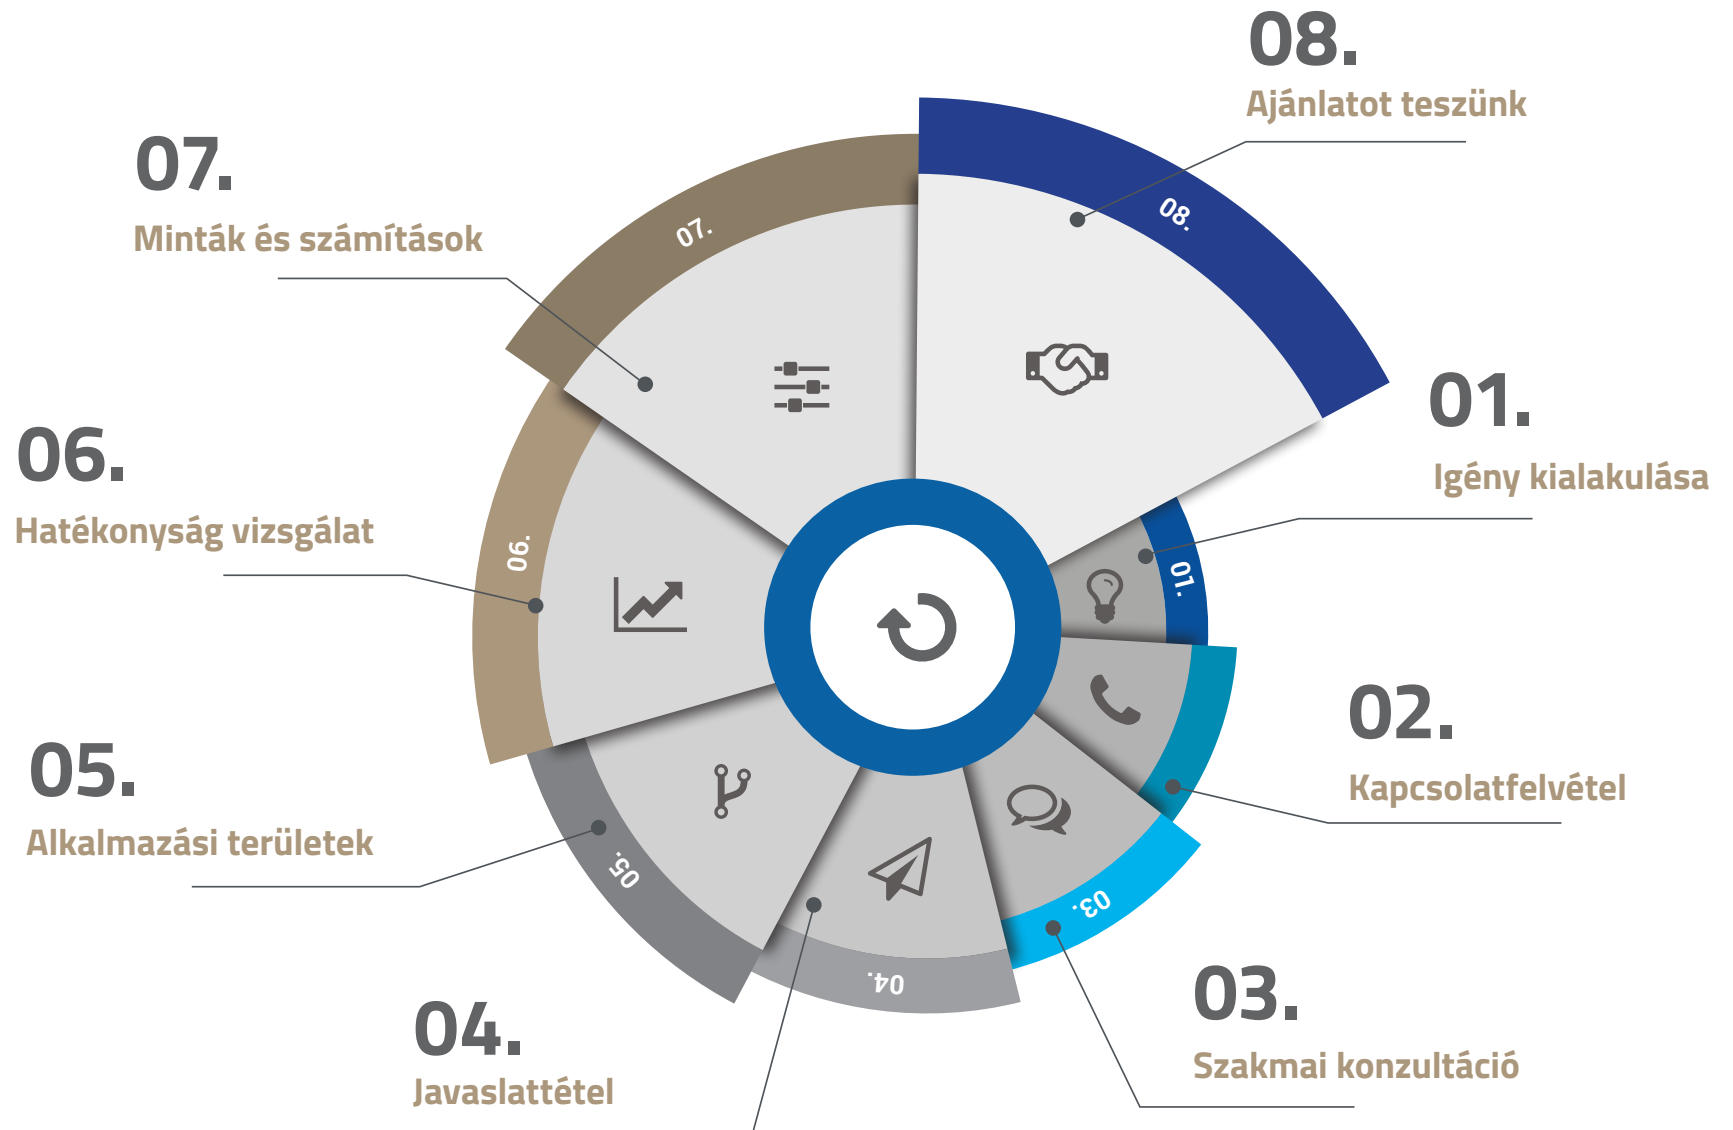 08.
Ajánlatot teszünk
07.
Minták és számítások
01.
Igény kialakulása
06.
Hatékonyság vizsgálat
02.
Kapcsolatfelvétel
05.
Alkalmazási területek
03.
Szakmai konzultáció
04.
Javaslattétel
08.
07.
06.
05.
04.
03.
01.